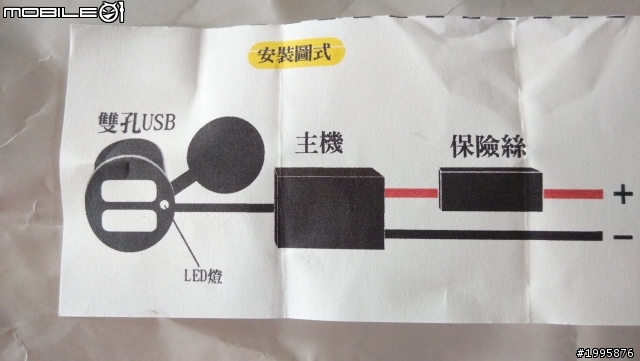 MOBILE01
安裝圖式
雙孔USB
主機
保險絲
+
−
LED燈
#1995876